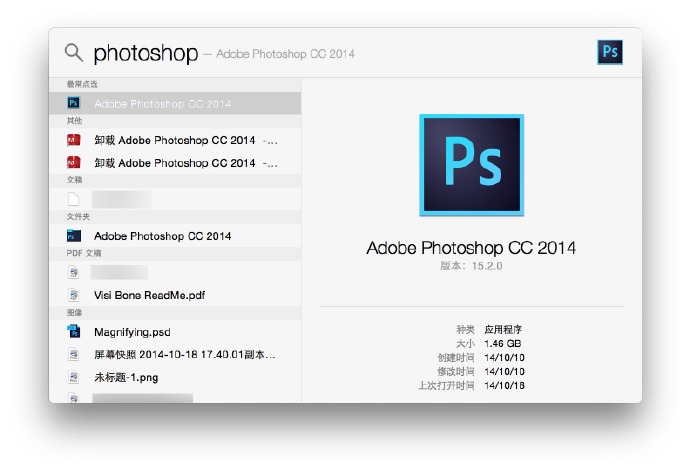 photoshop — Adobe Photoshop CC 2014
Ps
最常点选
Ps Adobe Photoshop CC 2014
其他
卸载 Adobe Photoshop CC 2014 -...
卸载 Adobe Photoshop CC 2014 -...
文稿
文件夹
Adobe Photoshop CC 2014
PDF 文稿
Visi Bone ReadMe.pdf
图像
Magnifying.psd
屏幕快照 2014-10-18 17.40.01副本...
未标题-1.png
Ps
Adobe Photoshop CC 2014
版本：15.2.0
种类 应用程序
大小 1.46 GB
创建时间 14/10/10
修改时间 14/10/10
上次打开时间 14/10/18